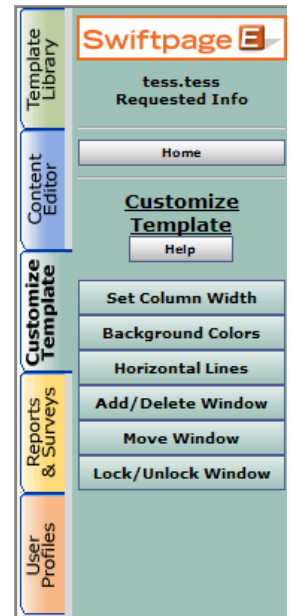 Template
Library
Content
Editor
Customize
Template
Reports
& Surveys
User
Profiles
Swiftpage E
tess.tess
Requested Info
Home
Customize
Template
Help
Set Column Width
Background Colors
Horizontal Lines
Add/Delete Window
Move Window
Lock/Unlock Window